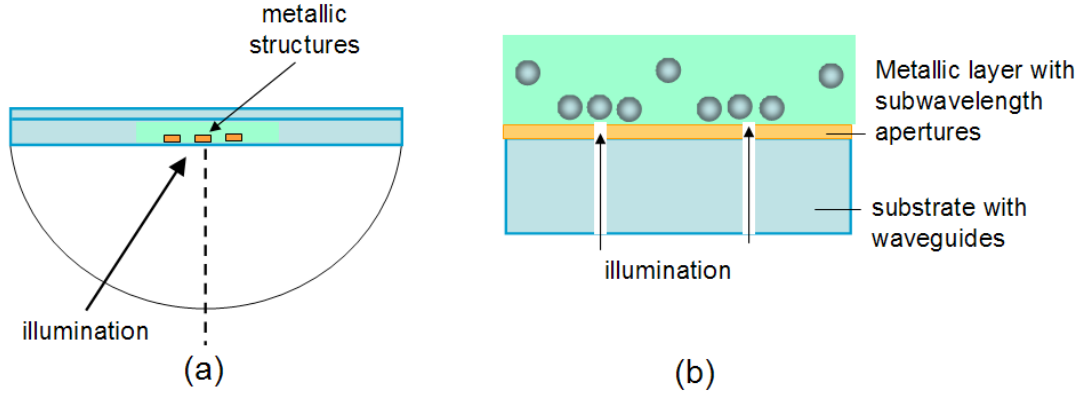 metallic
structures
illumination
(a)
Metallic layer with
subwavelength
apertures
substrate with
waveguides
illumination
(b)